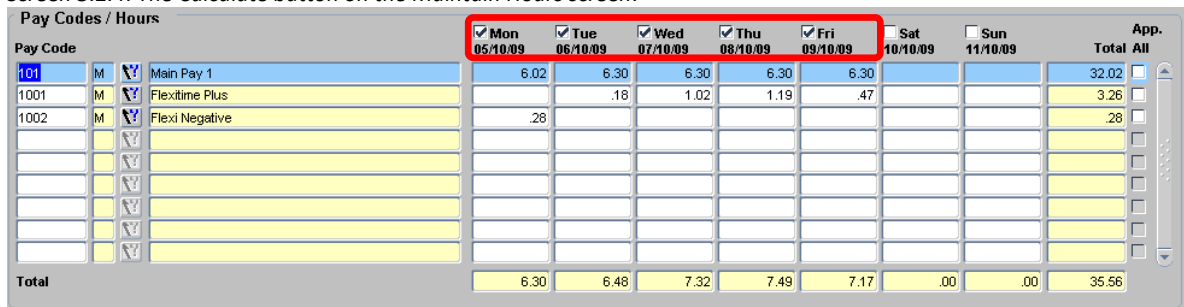 Pay Codes / Hours
Mon Tue Wed Thu Fri Sat Sun App.
Pay Code 05/10/09 06/10/09 07/10/09 08/10/09 09/10/09 10/10/09 11/10/09 Total All
101 M Main Pay 1 6.02 6.30 6.30 6.30 6.30 32.02
1001 M Flexitime Plus .18 1.02 1.19 .47 3.26
1002 M Flexi Negative .28 .28
Total 6.30 6.48 7.32 7.49 7.17 .00 .00 35.56